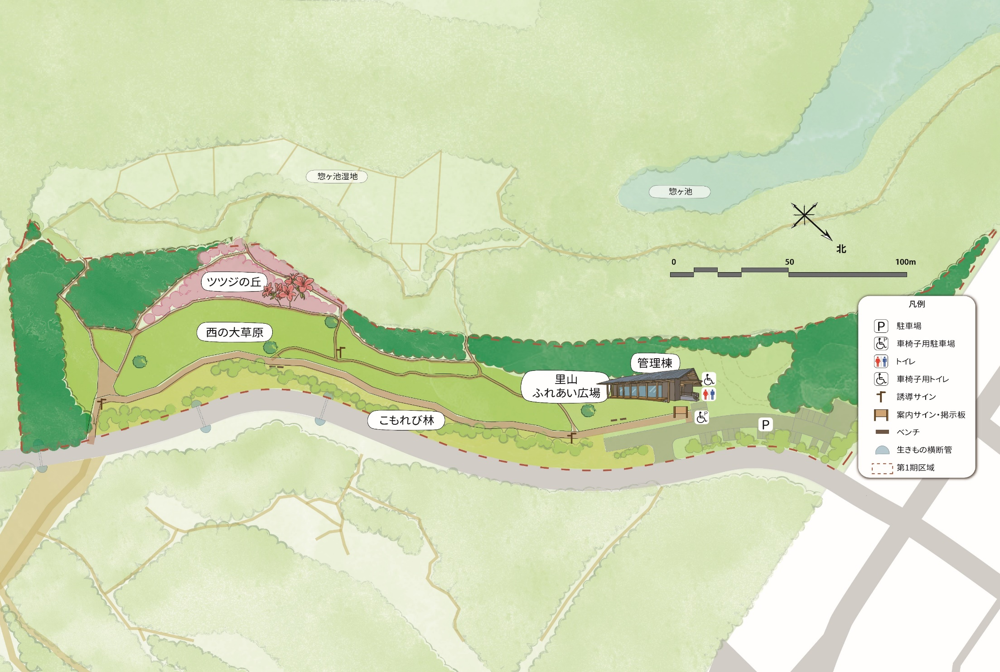 惣ヶ池湿地
惣ヶ池
北
0 50 100m
ツツジの丘
西の大草原
管理棟
里山
ふれあい広場
こもれび林
P
P
凡例
P 駐車場
P 車椅子用駐車場
トイレ
車椅子用トイレ
誘導サイン
案内サイン・掲示板
ベンチ
生きもの横断管
第1期区域